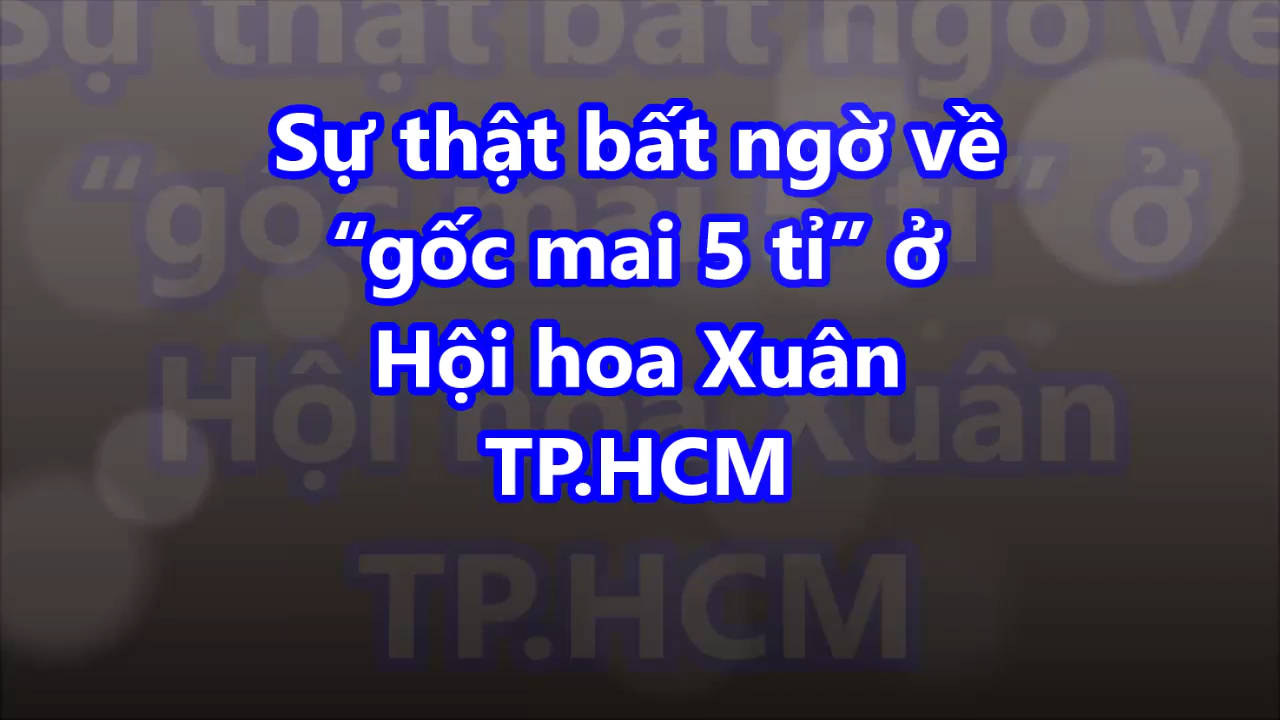 Sự thật bất ngờ về
“gốc mai 5 tỉ” ở
Hội hoa Xuân
TP.HCM